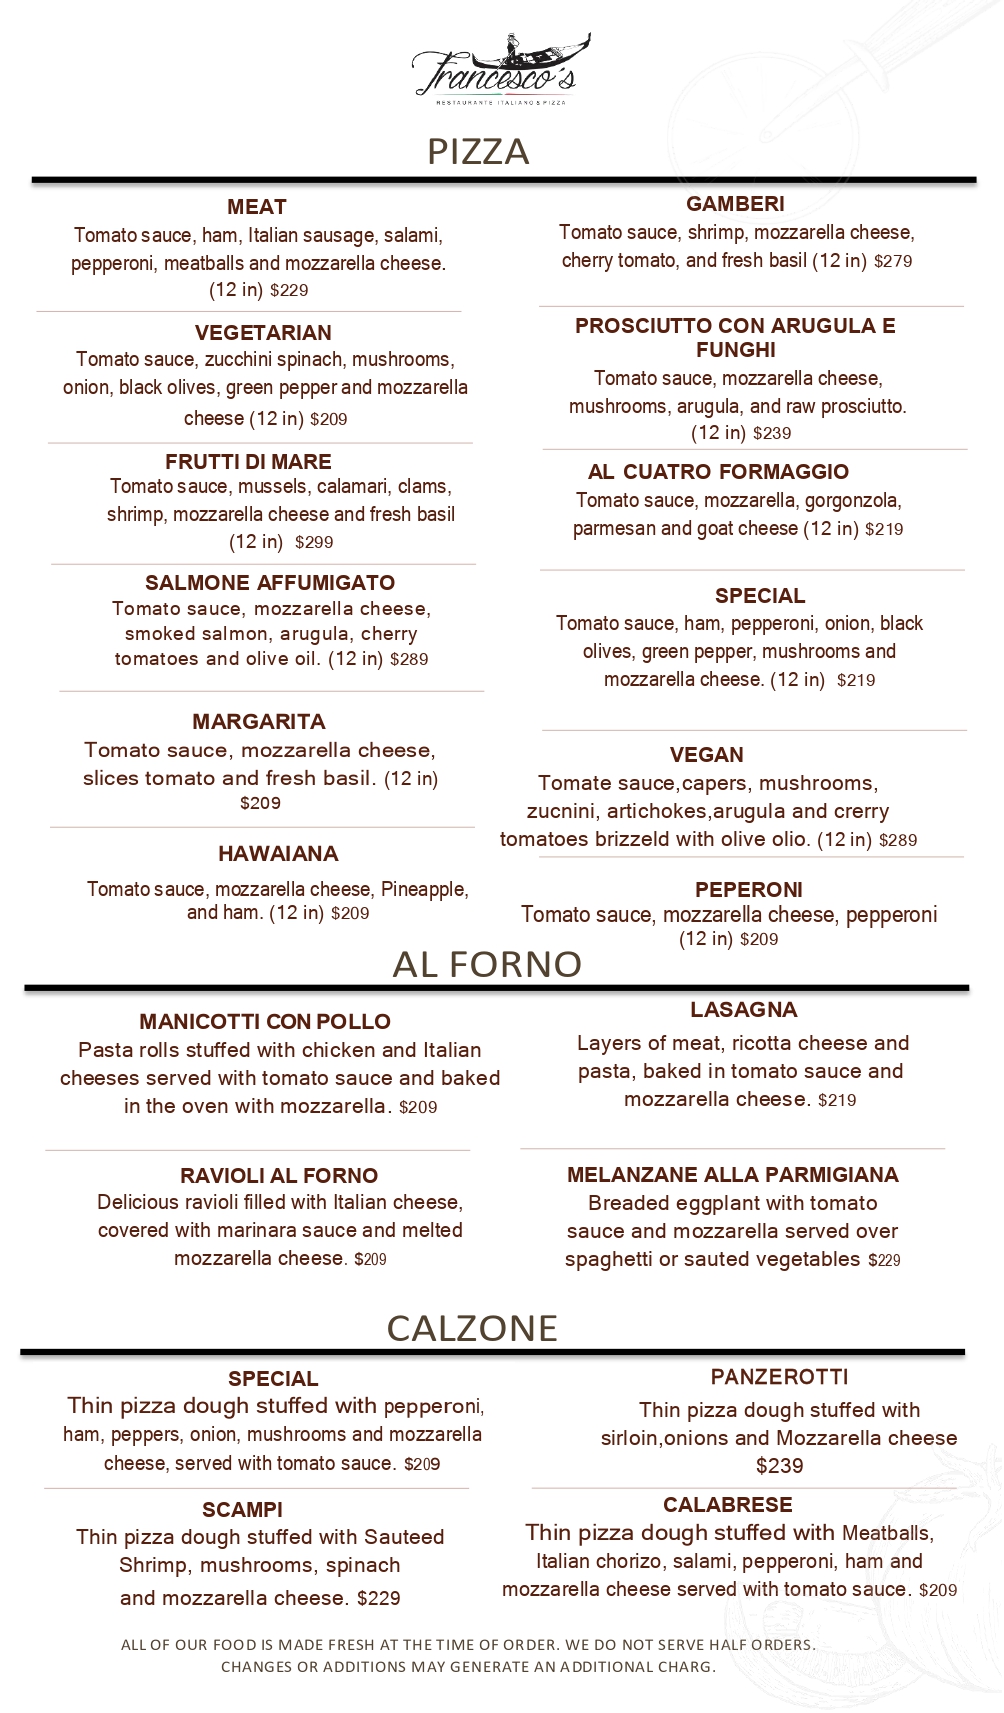 Francesco's
RESTAURANTE ITALIANO & PIZZA
PIZZA
MEAT
Tomato sauce, ham, Italian sausage, salami,
pepperoni, meatballs and mozzarella cheese.
(12 in) $229
VEGETARIAN
Tomato sauce, zucchini spinach, mushrooms,
onion, black olives, green pepper and mozzarella
cheese (12 in) $209
FRUTTI DI MARE
Tomato sauce, mussels, calamari, clams,
shrimp, mozzarella cheese and fresh basil
(12 in) $299
SALMONE AFFUMIGATO
Tomato sauce, mozzarella cheese,
smoked salmon, arugula, cherry
tomatoes and olive oil. (12 in) $289
MARGARITA
Tomato sauce, mozzarella cheese,
slices tomato and fresh basil. (12 in)
$209
HAWAIANA
Tomato sauce, mozzarella cheese, Pineapple,
and ham. (12 in) $209
GAMBERI
Tomato sauce, shrimp, mozzarella cheese,
cherry tomato, and fresh basil (12 in) $279
PROSCIUTTO CON ARUGULA E
FUNGHI
Tomato sauce, mozzarella cheese,
mushrooms, arugula, and raw prosciutto.
(12 in) $239
AL CUATRO FORMAGGIO
Tomato sauce, mozzarella, gorgonzola,
parmesan and goat cheese (12 in) $219
SPECIAL
Tomato sauce, ham, pepperoni, onion, black
olives, green pepper, mushrooms and
mozzarella cheese. (12 in) $219
VEGAN
Tomate sauce,capers, mushrooms,
zucnini, artichokes,arugula and crerry
tomatoes brizzeld with olive olio. (12 in) $289
PEPERONI
Tomato sauce, mozzarella cheese, pepperoni
(12 in) $209
AL FORNO
MANICOTTI CON POLLO
Pasta rolls stuffed with chicken and Italian
cheeses served with tomato sauce and baked
in the oven with mozzarella. $209
RAVIOLI AL FORNO
Delicious ravioli filled with Italian cheese,
covered with marinara sauce and melted
mozzarella cheese. $209
LASAGNA
Layers of meat, ricotta cheese and
pasta, baked in tomato sauce and
mozzarella cheese. $219
MELANZANE ALLA PARMIGIANA
Breaded eggplant with tomato
sauce and mozzarella served over
spaghetti or sauted vegetables $229
CALZONE
SPECIAL
Thin pizza dough stuffed with pepperoni,
ham, peppers, onion, mushrooms and mozzarella
cheese, served with tomato sauce. $209
SCAMPI
Thin pizza dough stuffed with Sauteed
Shrimp, mushrooms, spinach
and mozzarella cheese. $229
PANZEROTTI
Thin pizza dough stuffed with
sirloin,onions and Mozzarella cheese
$239
CALABRESE
Thin pizza dough stuffed with Meatballs,
Italian chorizo, salami, pepperoni, ham and
mozzarella cheese served with tomato sauce. $209
ALL OF OUR FOOD IS MADE FRESH AT THE TIME OF ORDER. WE DO NOT SERVE HALF ORDERS.
CHANGES OR ADDITIONS MAY GENERATE AN ADDITIONAL CHARG.